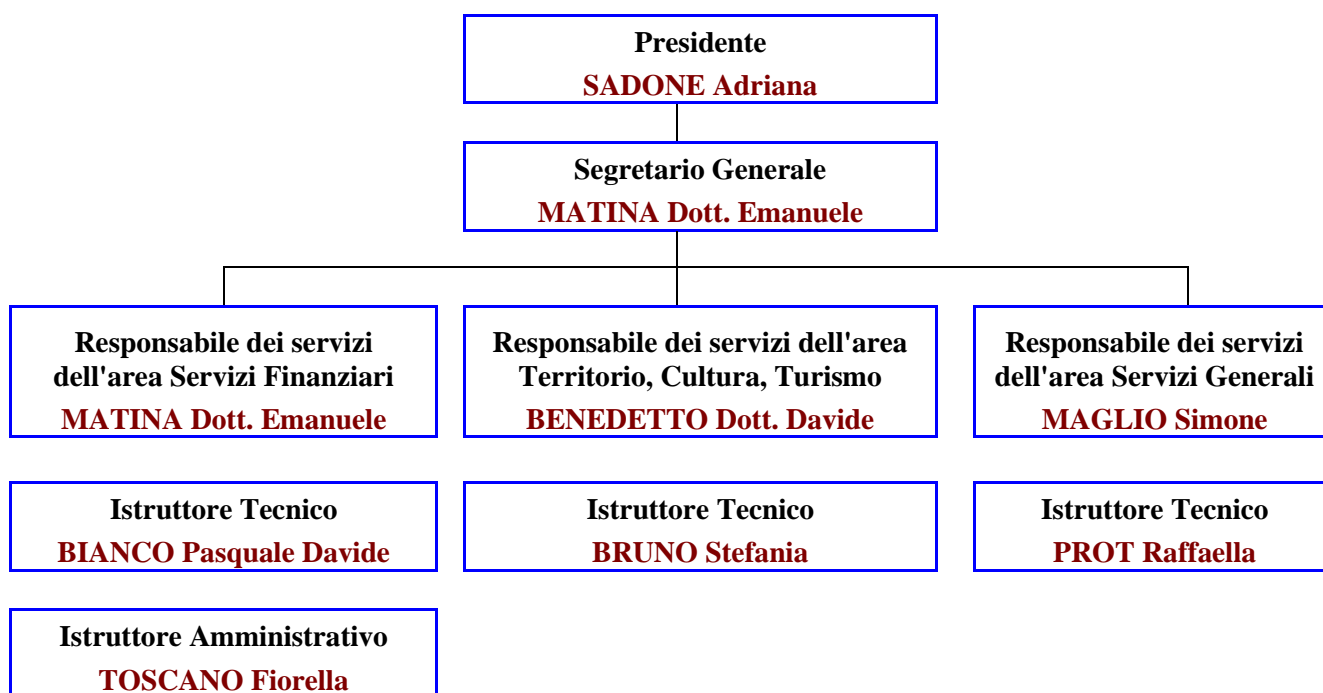 Presidente
SADONE Adriana
Segretario Generale
MATINA Dott. Emanuele
Responsabile dei servizi
dell'area Servizi Finanziari
MATINA Dott. Emanuele
Responsabile dei servizi dell'area
Territorio, Cultura, Turismo
BENEDETTO Dott. Davide
Responsabile dei servizi
dell'area Servizi Generali
MAGLIO Simone
Istruttore Tecnico
BIANCO Pasquale Davide
Istruttore Tecnico
BRUNO Stefania
Istruttore Tecnico
PROT Raffaella
Istruttore Amministrativo
TOSCANO Fiorella